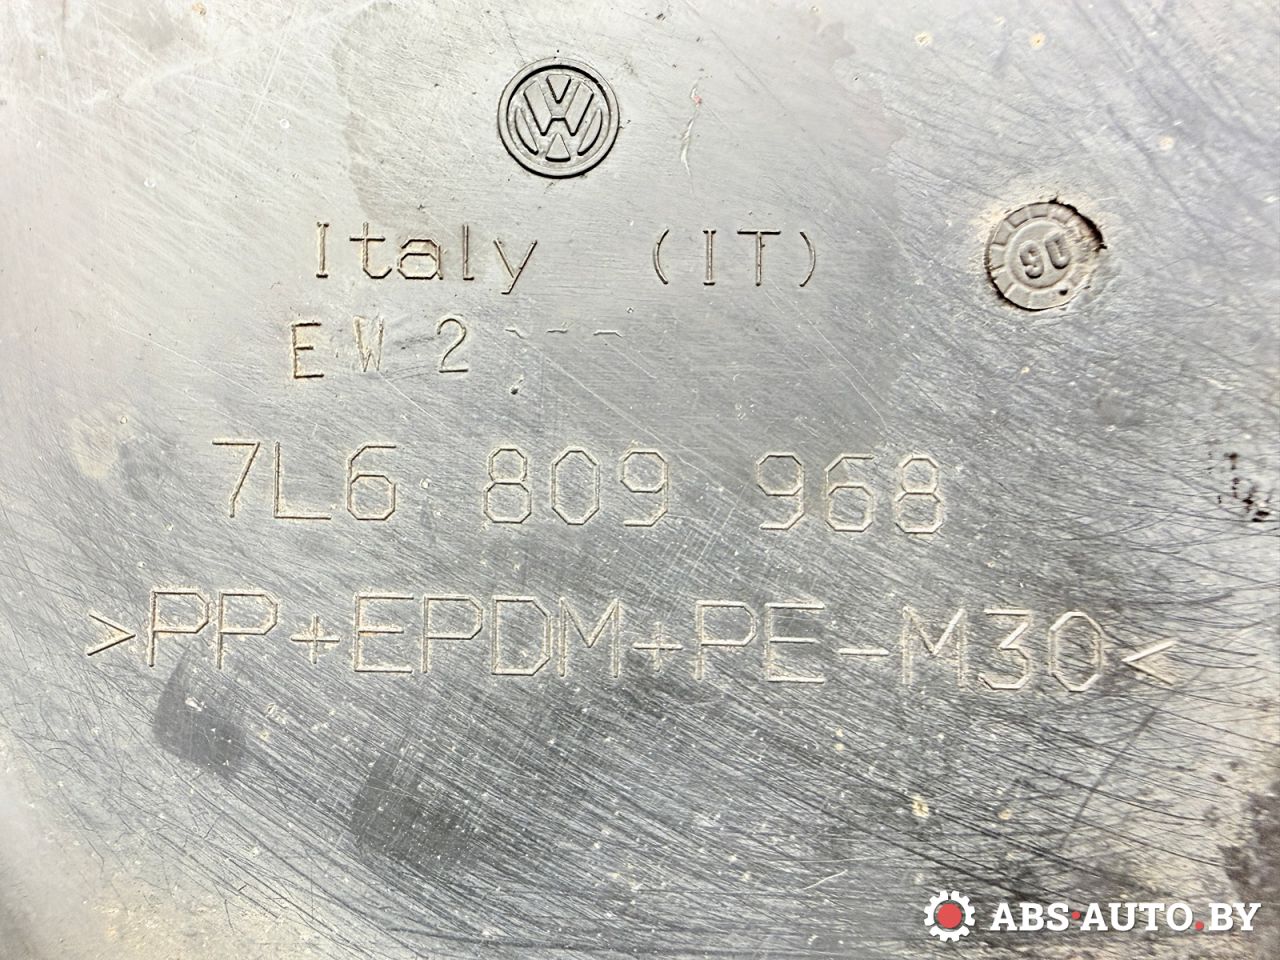 Italy (IT)
EW 2
7L6 809 968
>PP+EPDM+PE-M30<
ABS-AUTO.BY